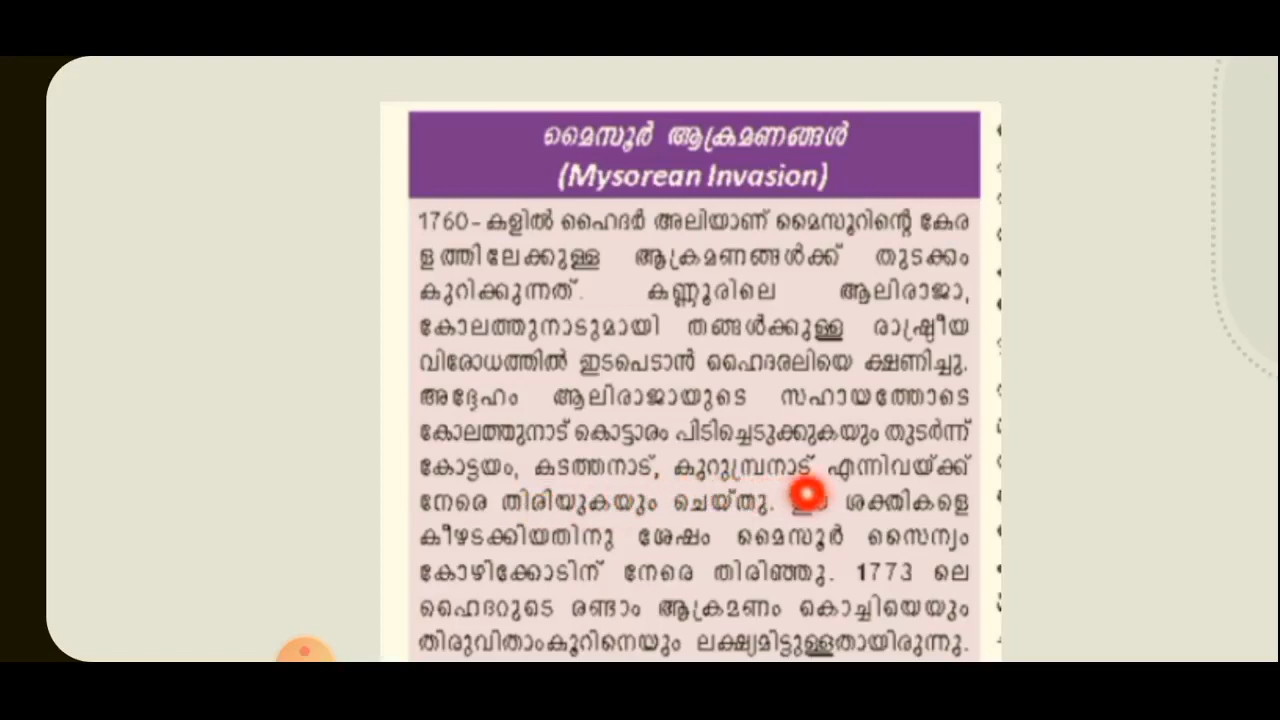 മൈസൂർ ആക്രമണങ്ങൾ
(Mysorean Invasion)
1760-കളിൽ ഹൈദർ അലിയാണ് മൈസൂറിന്റെ കേര
ളത്തിലേക്കുള്ള ആക്രമണങ്ങൾക്ക് തുടക്കം
കുറിക്കുന്നത്. കണ്ണൂരിലെ ആലിരാജാ,
കോലത്തുനാടുമായി തങ്ങൾക്കുള്ള രാഷ്ട്രീയ
വിരോധത്തിൽ ഇടപെടാൻ ഹൈദരലിയെ ക്ഷണിച്ചു.
അദ്ദേഹം ആലിരാജായുടെ സഹായത്തോടെ
കോലത്തുനാട് കൊട്ടാരം പിടിച്ചെടുക്കുകയും തുടർന്ന്
കോട്ടയം, കടത്തനാട്, കുറുമ്പ്രനാട് എന്നിവയ്ക്ക്
നേരെ തിരിയുകയും ചെയ്തു. ഈ ശക്തികളെ
കീഴടക്കിയതിനു ശേഷം മൈസൂർ സൈന്യം
കോഴിക്കോടിന് നേരെ തിരിഞ്ഞു. 1773 ലെ
ഹൈദറുടെ രണ്ടാം ആക്രമണം കൊച്ചിയെയും
തിരുവിതാംകൂറിനെയും ലക്ഷ്യമിട്ടുള്ളതായിരുന്നു.